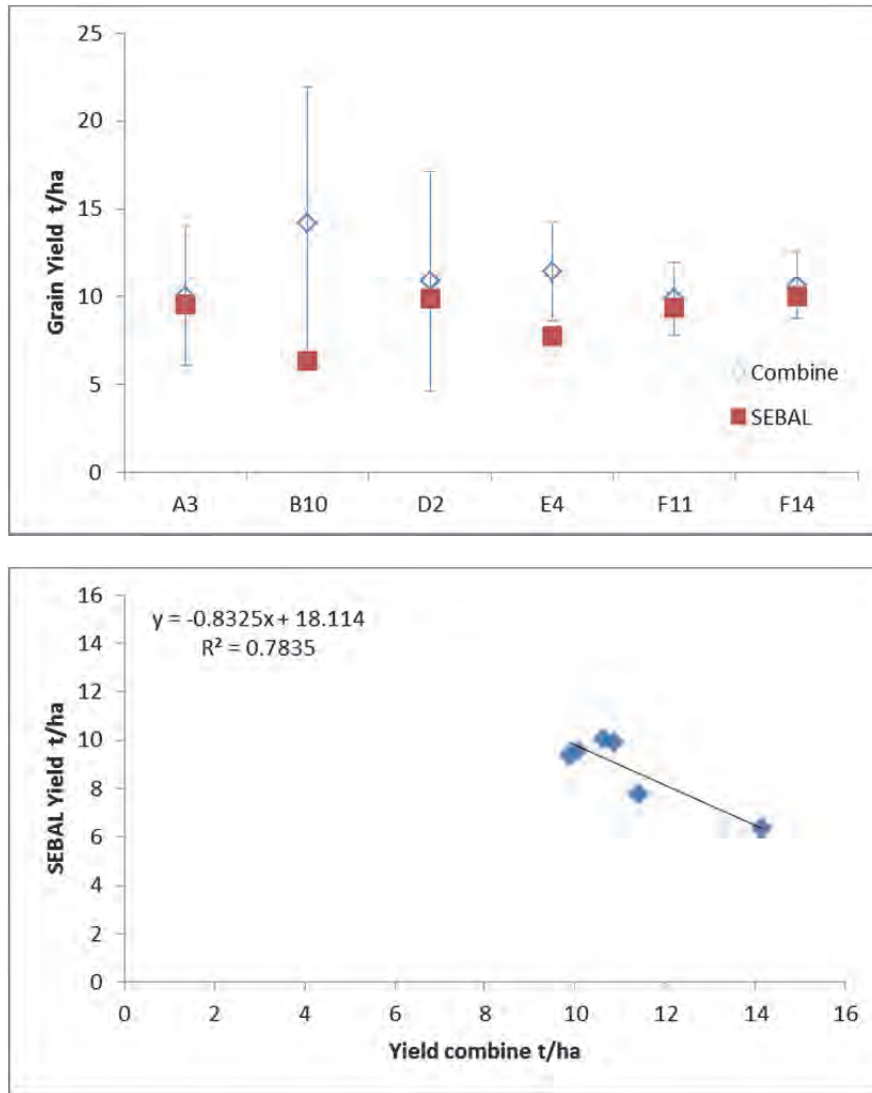 25
20
15
10
5
0
Grain Yield t/ha
A3 B10 D2 E4 F11 F14
Combine
SEBAL
16
14
12
10
8
6
4
2
0
SEBAL Yield t/ha
y = -0.8325x + 18.114
R² = 0.7835
0 2 4 6 8 10 12 14 16
Yield combine t/ha